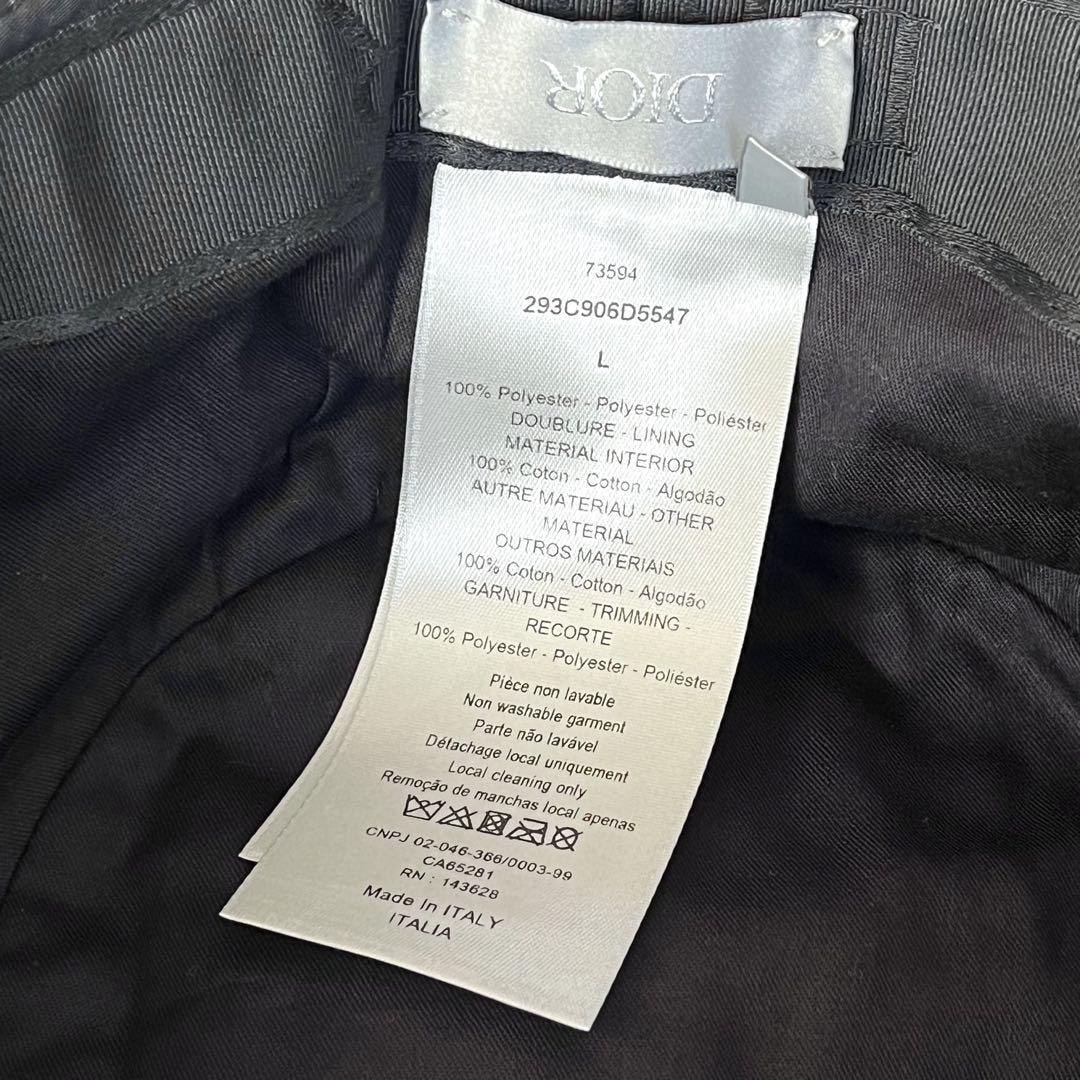 DIOR
73594
293C906D5547
L
100% Polyester - Polyester - Poliéster
DOUBLURE - LINING
MATERIAL INTERIOR
100% Coton - Cotton - Algodão
AUTRE MATERIAU - OTHER
MATERIAL
OUTROS MATERIAIS
100% Coton - Cotton - Algodão
GARNITURE - TRIMMING -
RECORTE
100% Polyester - Polyester - Poliéster
Pièce non lavable
Non washable garment
Parte não lavável
Détachage local uniquement
Local cleaning only
Remoção de manchas local apenas
CNPJ 02-046-366/0003-99
CA65281
RN : 143628
Made In ITALY
ITALIA